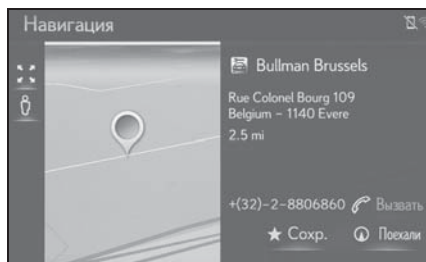 Навигация
Bullman Brussels
Rue Colonel Bourg 109
Belgium – 1140 Evere
2.5 mi
+(32)-2-8806860 Вызвать
Сохр. Поехали